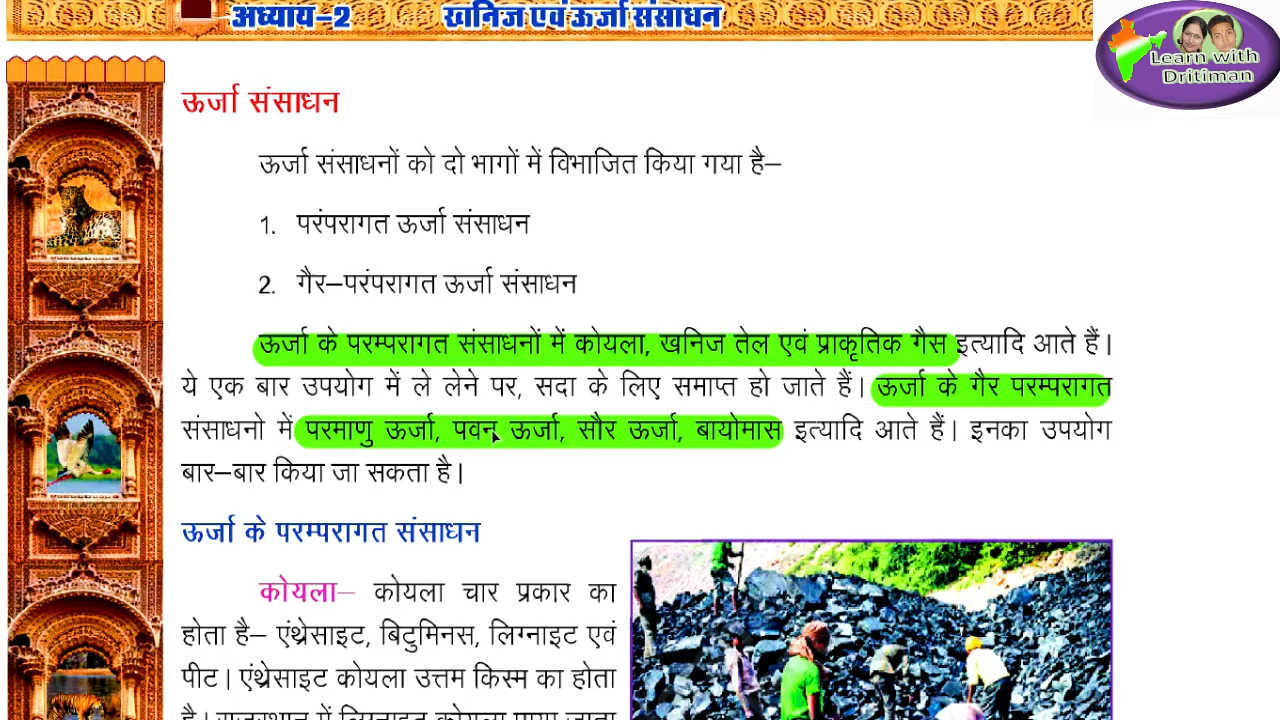 अध्याय–2 खनिज एवं ऊर्जा संसाधन
Learn with
Dritiman
ऊर्जा संसाधन
ऊर्जा संसाधनों को दो भागों में विभाजित किया गया है–
1. परंपरागत ऊर्जा संसाधन
2. गैर–परंपरागत ऊर्जा संसाधन
ऊर्जा के परम्परागत संसाधनों में कोयला, खनिज तेल एवं प्राकृतिक गैस इत्यादि आते हैं।
ये एक बार उपयोग में ले लेने पर, सदा के लिए समाप्त हो जाते हैं। ऊर्जा के गैर परम्परागत
संसाधनो में परमाणु ऊर्जा, पवन ऊर्जा, सौर ऊर्जा, बायोमास इत्यादि आते हैं। इनका उपयोग
बार–बार किया जा सकता है।
ऊर्जा के परम्परागत संसाधन
कोयला– कोयला चार प्रकार का
होता है– एंथ्रेसाइट, बिटुमिनस, लिग्नाइट एवं
पीट। एंथ्रेसाइट कोयला उत्तम किस्म का होता
है। राजस्थान में लिग्नाइट कोयला पाया जाता